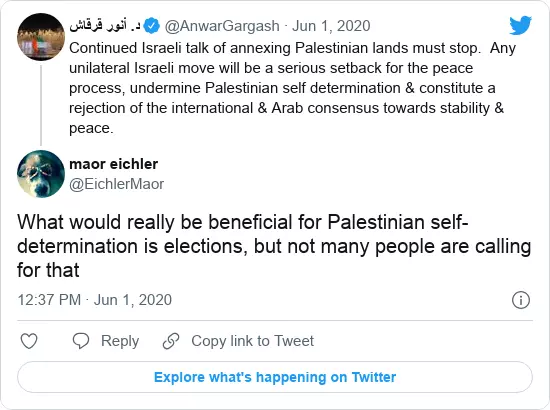 د. أنور قرقاش @AnwarGargash · Jun 1, 2020
Continued Israeli talk of annexing Palestinian lands must stop.  Any
unilateral Israeli move will be a serious setback for the peace
process, undermine Palestinian self determination & constitute a
rejection of the international & Arab consensus towards stability &
peace.
maor eichler
@EichlerMaor
What would really be beneficial for Palestinian self-
determination is elections, but not many people are calling
for that
12:37 PM · Jun 1, 2020
Reply
Copy link to Tweet
Explore what's happening on Twitter